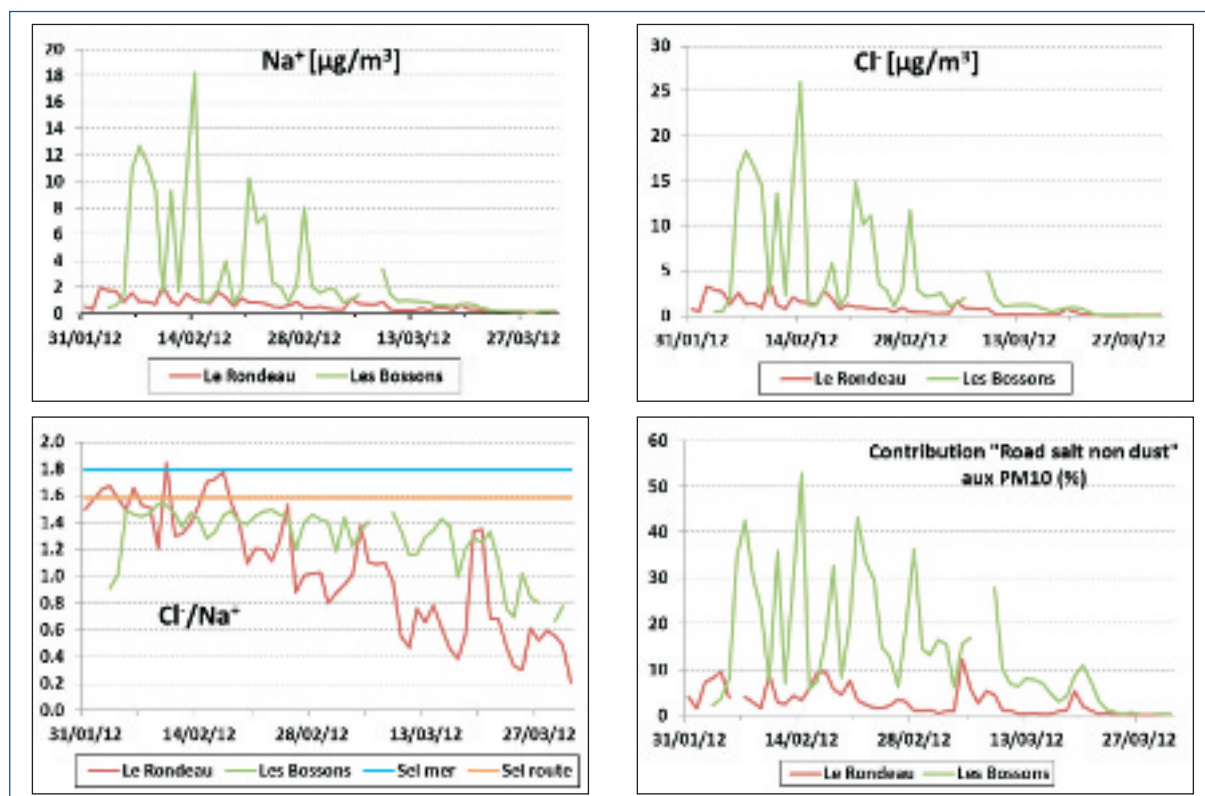 Na⁺ [µg/m³]
20
18
16
14
12
10
8
6
4
2
0
31/01/12 14/02/12 28/02/12 13/03/12 27/03/12
Le Rondeau Les Bossons
Cl⁻ [µg/m³]
30
25
20
15
10
5
0
31/01/12 14/02/12 28/02/12 13/03/12 27/03/12
Le Rondeau Les Bossons
2.0
1.8
1.6
1.4
1.2
1.0
0.8
0.6
0.4
0.2
0.0
Cl⁻/Na⁺
31/01/12 14/02/12 28/02/12 13/03/12 27/03/12
Le Rondeau Les Bossons Sel mer Sel route
Contribution "Road salt non dust"
aux PM10 (%)
60
50
40
30
20
10
0
31/01/12 14/02/12 28/02/12 13/03/12 27/03/12
Le Rondeau Les Bossons